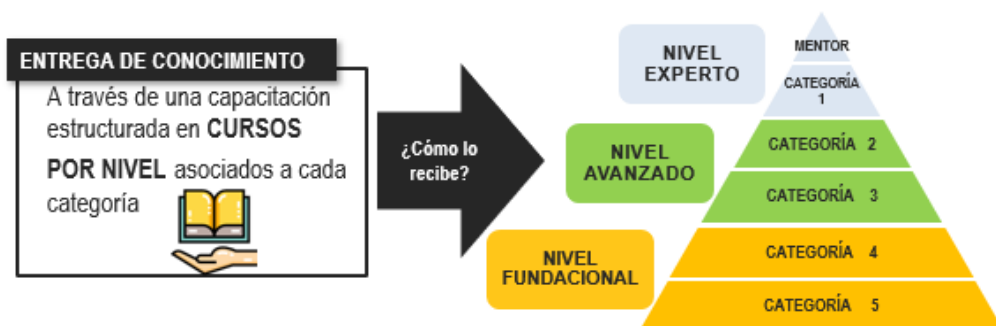 ENTREGA DE CONOCIMIENTO
A través de una capacitación
estructurada en CURSOS
POR NIVEL asociados a cada
categoría
¿Cómo lo
recibe?
NIVEL
EXPERTO
NIVEL
AVANZADO
NIVEL
FUNDACIONAL
MENTOR
CATEGORÍA
1
CATEGORÍA 2
CATEGORÍA 3
CATEGORÍA 4
CATEGORÍA 5